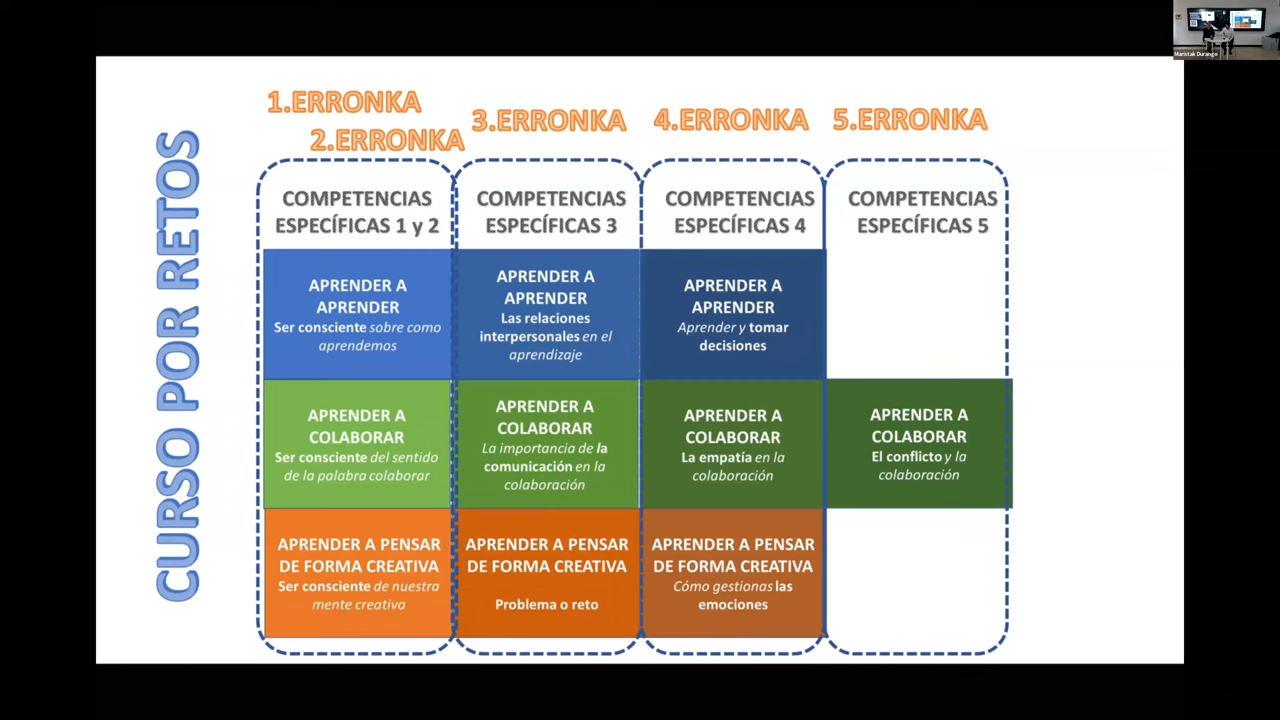 Maristak Durango
CURSO POR RETOS
1.ERRONKA
2.ERRONKA
3.ERRONKA
4.ERRONKA
5.ERRONKA
COMPETENCIAS
ESPECÍFICAS 1 y 2
COMPETENCIAS
ESPECÍFICAS 3
COMPETENCIAS
ESPECÍFICAS 4
COMPETENCIAS
ESPECÍFICAS 5
APRENDER A
APRENDER
Ser consciente sobre como
aprendemos
APRENDER A
APRENDER
Las relaciones
interpersonales en el
aprendizaje
APRENDER A
APRENDER
Aprender y tomar
decisiones
APRENDER A
COLABORAR
Ser consciente del sentido
de la palabra colaborar
APRENDER A
COLABORAR
La importancia de la
comunicación en la
colaboración
APRENDER A
COLABORAR
La empatía en la
colaboración
APRENDER A
COLABORAR
El conflicto y la
colaboración
APRENDER A PENSAR
DE FORMA CREATIVA
Ser consciente de nuestra
mente creativa
APRENDER A PENSAR
DE FORMA CREATIVA
Problema o reto
APRENDER A PENSAR
DE FORMA CREATIVA
Cómo gestionas las
emociones